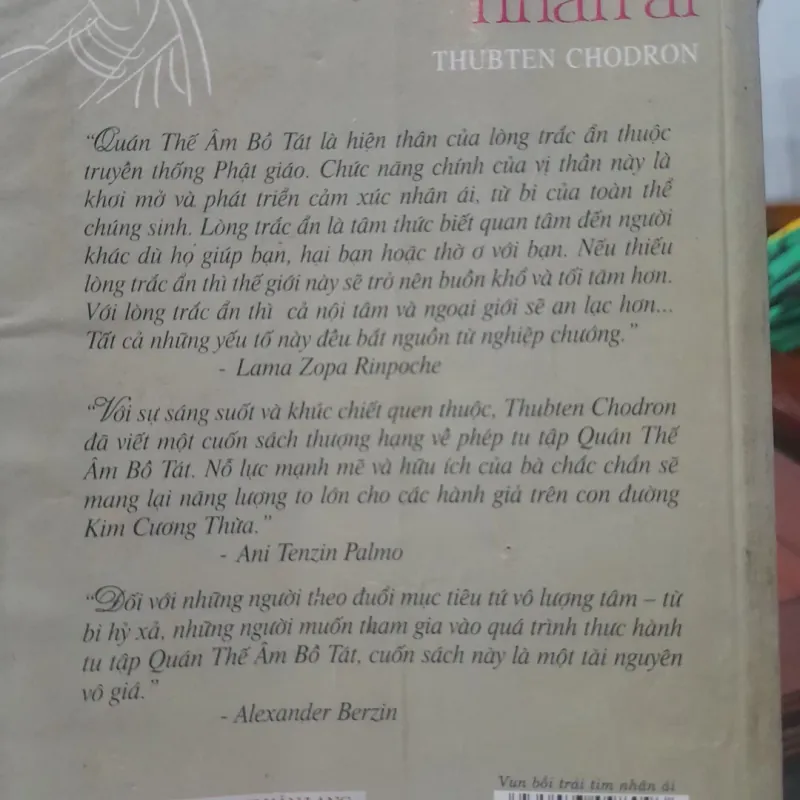 nhân ái
THUBTEN CHODRON
“Quán Thế Âm Bồ Tát là hiện thân của lòng trắc ẩn thuộc
truyền thống Phật giáo. Chức năng chính của vị thần này là
khơi mở và phát triển cảm xúc nhân ái, từ bi của toàn thể
chúng sinh. Lòng trắc ẩn là tâm thức biết quan tâm đến người
khác dù họ giúp bạn, hại bạn hoặc thờ ơ với bạn. Nếu thiếu
lòng trắc ẩn thì thế giới này sẽ trở nên buồn khổ và tối tăm hơn.
Với lòng trắc ẩn thì cả nội tâm và ngoại giới sẽ an lạc hơn...
Tất cả những yếu tố này đều bắt nguồn từ nghiệp chướng.”
- Lama Zopa Rinpoche
“Với sự sáng suốt và khúc chiết quen thuộc, Thubten Chodron
đã viết một cuốn sách thượng hạng về phép tu tập Quán Thế
Âm Bồ Tát. Nỗ lực mạnh mẽ và hữu ích của bà chắc chắn sẽ
mang lại năng lượng to lớn cho các hành giả trên con đường
Kim Cương Thừa.”
- Ani Tenzin Palmo
“Đối với những người theo đuổi mục tiêu tứ vô lượng tâm – từ
bi hỷ xả, những người muốn tham gia vào quá trình thực hành
tu tập Quán Thế Âm Bồ Tát, cuốn sách này là một tài nguyên
vô giá.”
- Alexander Berzin
Vun bồi trái tim nhân ái